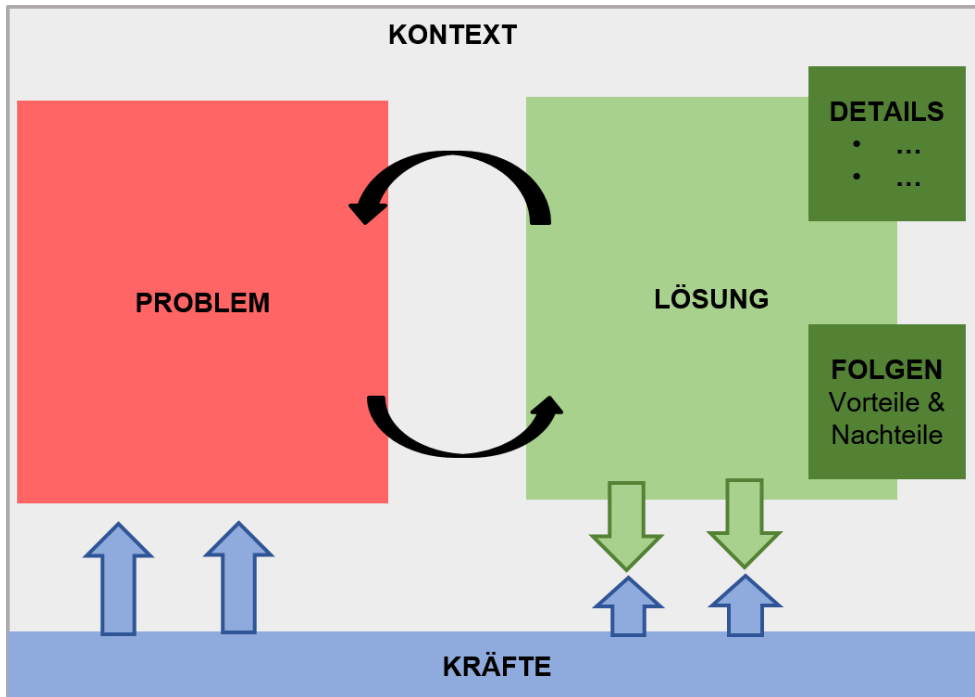 KONTEXT
DETAILS
• ...
• ...
PROBLEM
LÖSUNG
FOLGEN
Vorteile &
Nachteile
KRÄFTE